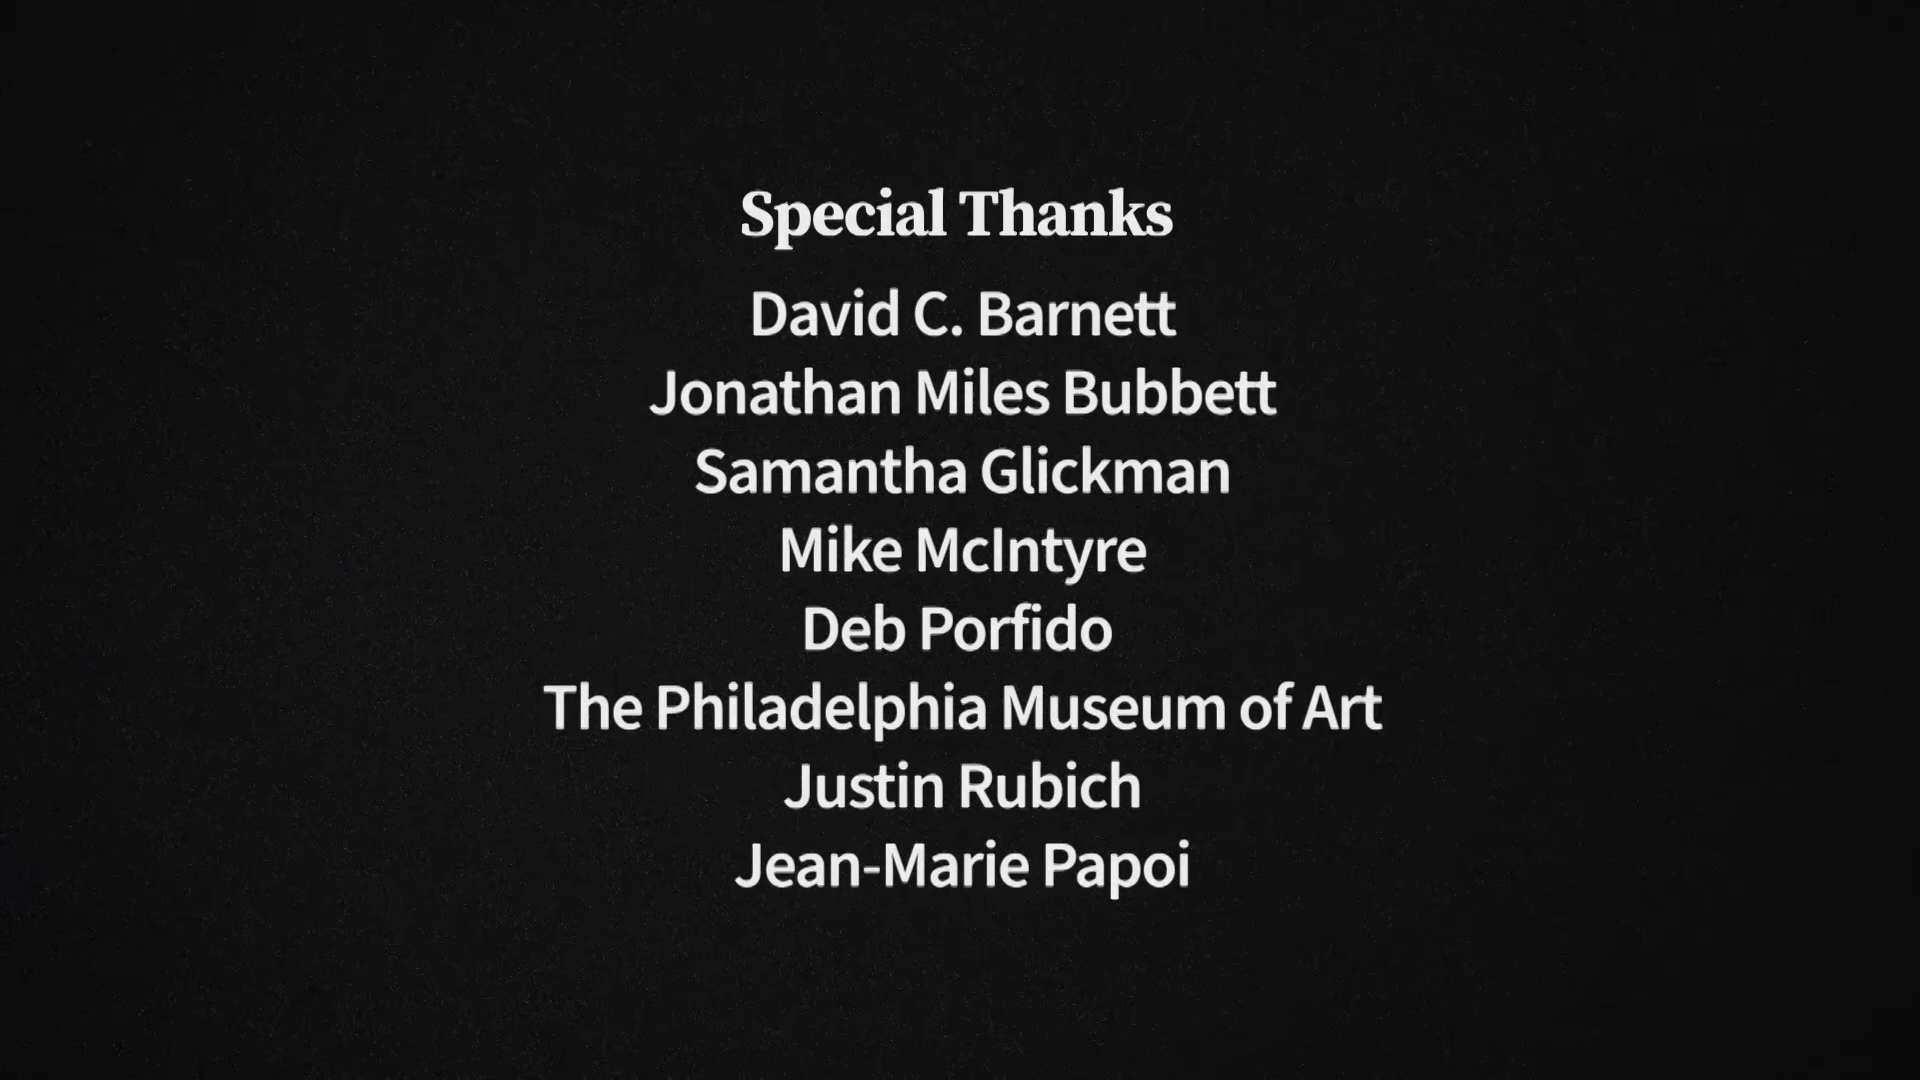 Special Thanks
David C. Barnett
Jonathan Miles Bubbett
Samantha Glickman
Mike McIntyre
Deb Porfido
The Philadelphia Museum of Art
Justin Rubich
Jean-Marie Papoi